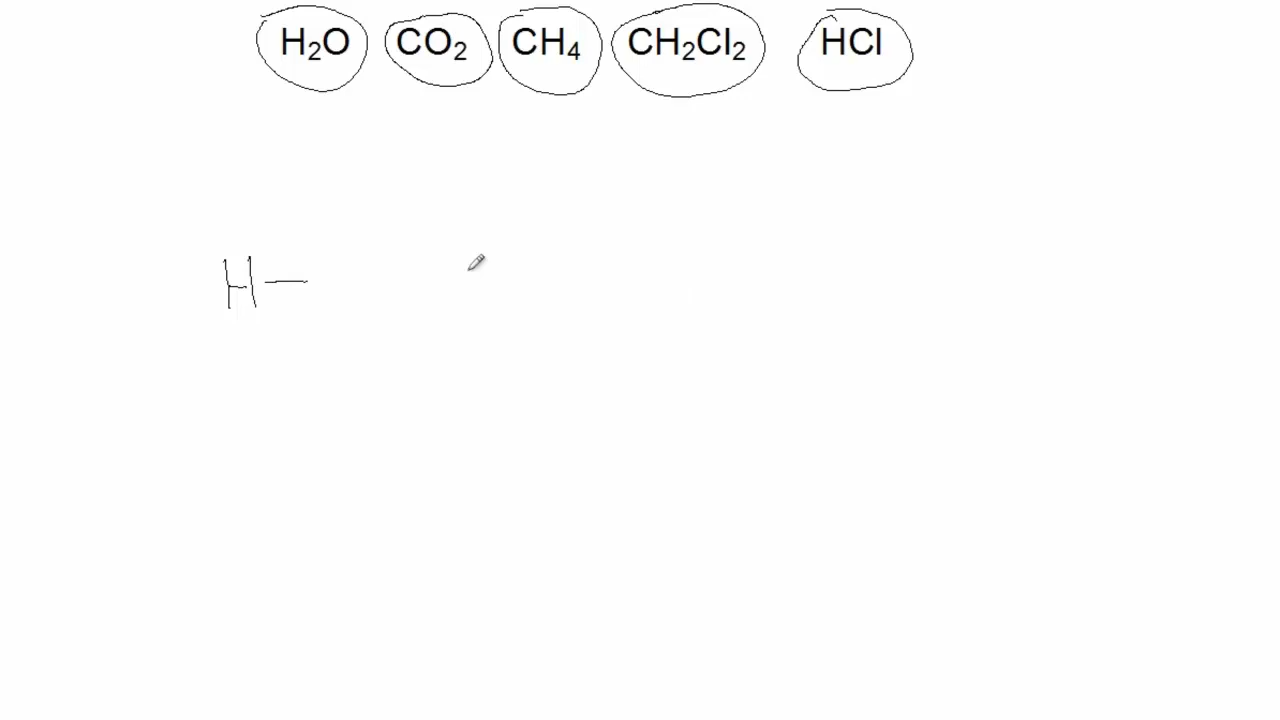 H₂O CO₂ CH₄ CH₂Cl₂ HCl
H—